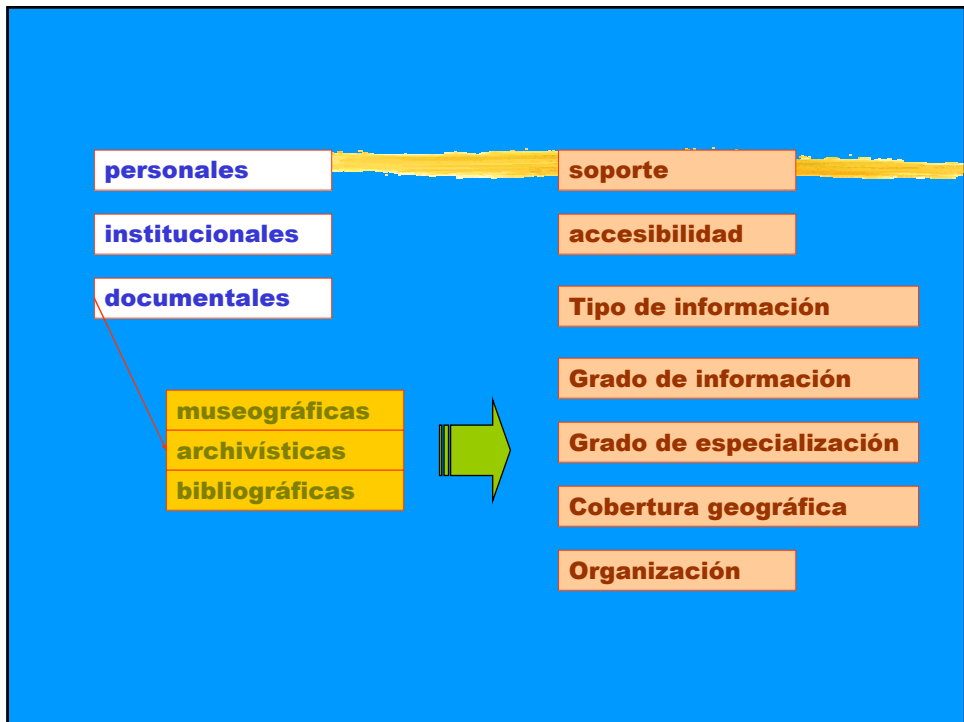 personales
institucionales
documentales
museográficas
archivísticas
bibliográficas
soporte
accesibilidad
Tipo de información
Grado de información
Grado de especialización
Cobertura geográfica
Organización